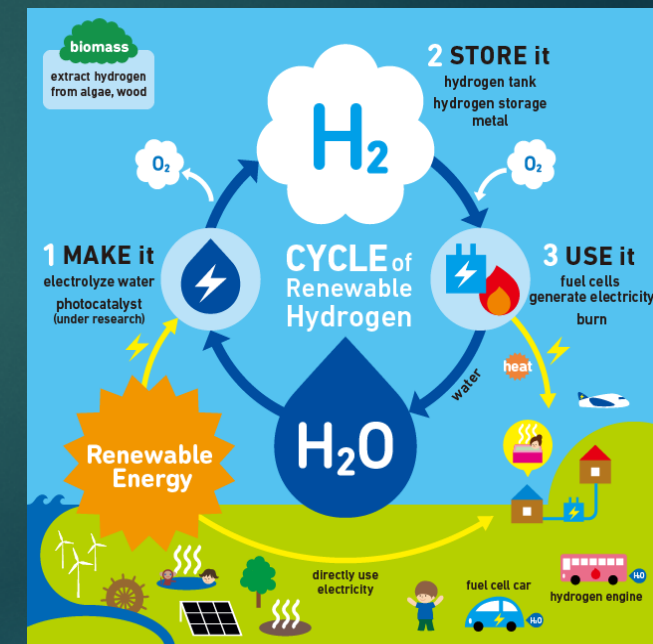 biomass
extract hydrogen
from algae, wood
2 STORE it
hydrogen tank
hydrogen storage
metal
H₂
O₂
O₂
1 MAKE it
electrolyze water
photocatalyst
(under research)
CYCLE of
Renewable
Hydrogen
3 USE it
fuel cells
generate electricity
burn
heat
water
H₂O
Renewable
Energy
directly use
electricity
fuel cell car
H₂O
hydrogen engine
H₂O